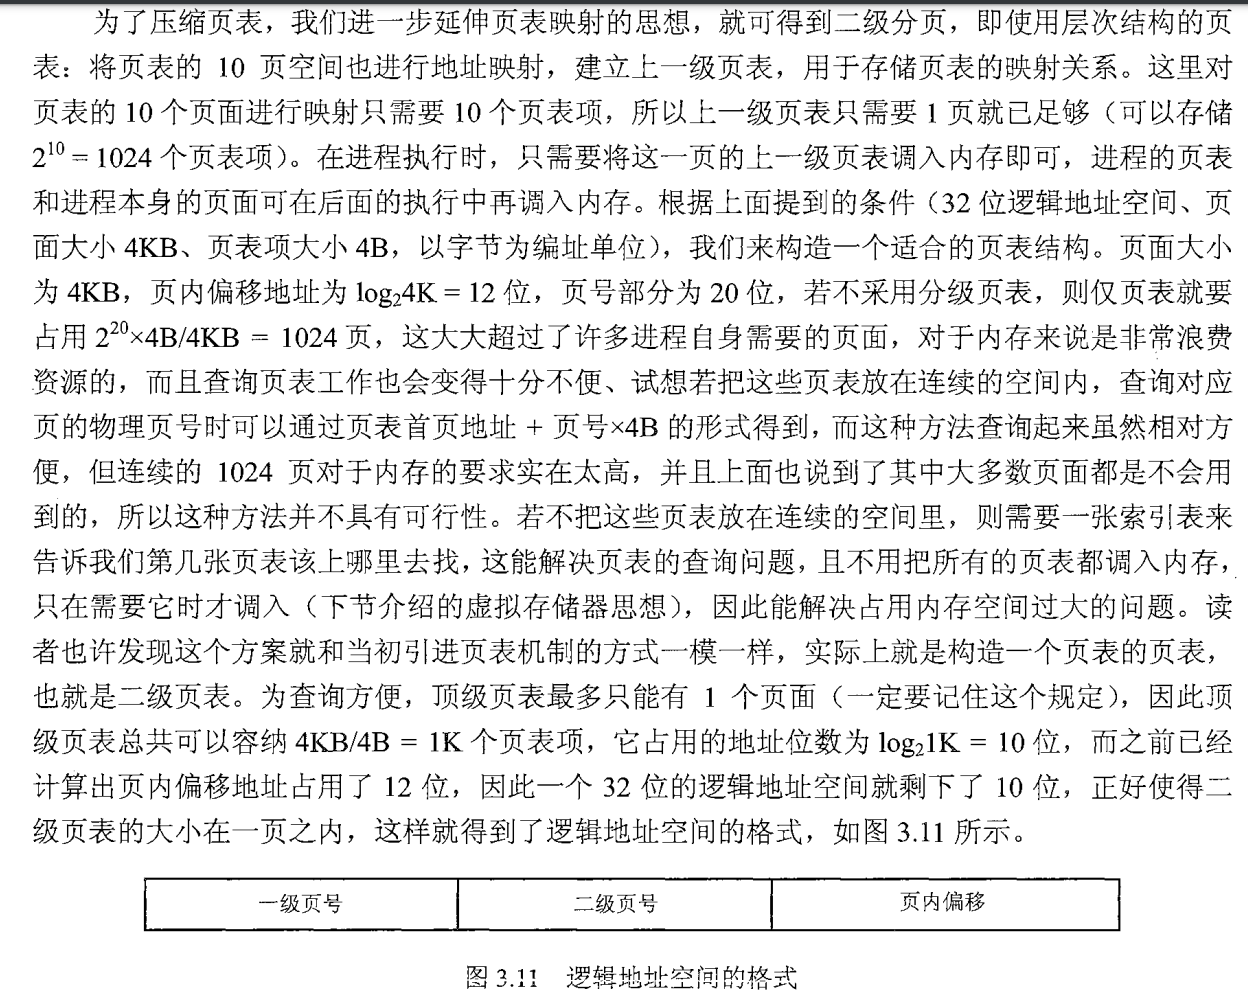 为了压缩页表，我们进一步延伸页表映射的思想，就可得到二级分页，即使用层次结构的页
表：将页表的 10 页空间也进行地址映射，建立上一级页表，用于存储页表的映射关系。这里对
页表的 10 个页面进行映射只需要 10 个页表项，所以上一级页表只需要 1 页就已足够（可以存储
2¹⁰ = 1024 个页表项）。在进程执行时，只需要将这一页的上一级页表调入内存即可，进程的页表
和进程本身的页面可在后面的执行中再调入内存。根据上面提到的条件（32 位逻辑地址空间、页
面大小 4KB、页表项大小 4B，以字节为编址单位），我们来构造一个适合的页表结构。页面大小
为 4KB，页内偏移地址为 log₂4K = 12 位，页号部分为 20 位，若不采用分级页表，则仅页表就要
占用 2²⁰×4B/4KB = 1024 页，这大大超过了许多进程自身需要的页面，对于内存来说是非常浪费
资源的，而且查询页表工作也会变得十分不便、试想若把这些页表放在连续的空间内，查询对应
页的物理页号时可以通过页表首页地址 + 页号×4B 的形式得到，而这种方法查询起来虽然相对方
便，但连续的 1024 页对于内存的要求实在太高，并且上面也说到了其中大多数页面都是不会用
到的，所以这种方法并不具有可行性。若不把这些页表放在连续的空间里，则需要一张索引表来
告诉我们第几张页表该上哪里去找，这能解决页表的查询问题，且不用把所有的页表都调入内存，
只在需要它时才调入（下节介绍的虚拟存储器思想），因此能解决占用内存空间过大的问题。读
者也许发现这个方案就和当初引进页表机制的方式一模一样，实际上就是构造一个页表的页表，
也就是二级页表。为查询方便，顶级页表最多只能有 1 个页面（一定要记住这个规定），因此顶
级页表总共可以容纳 4KB/4B = 1K 个页表项，它占用的地址位数为 log₂1K = 10 位，而之前已经
计算出页内偏移地址占用了 12 位，因此一个 32 位的逻辑地址空间就剩下了 10 位，正好使得二
级页表的大小在一页之内，这样就得到了逻辑地址空间的格式，如图 3.11 所示。
一级页号 二级页号 页内偏移
图 3.11 逻辑地址空间的格式